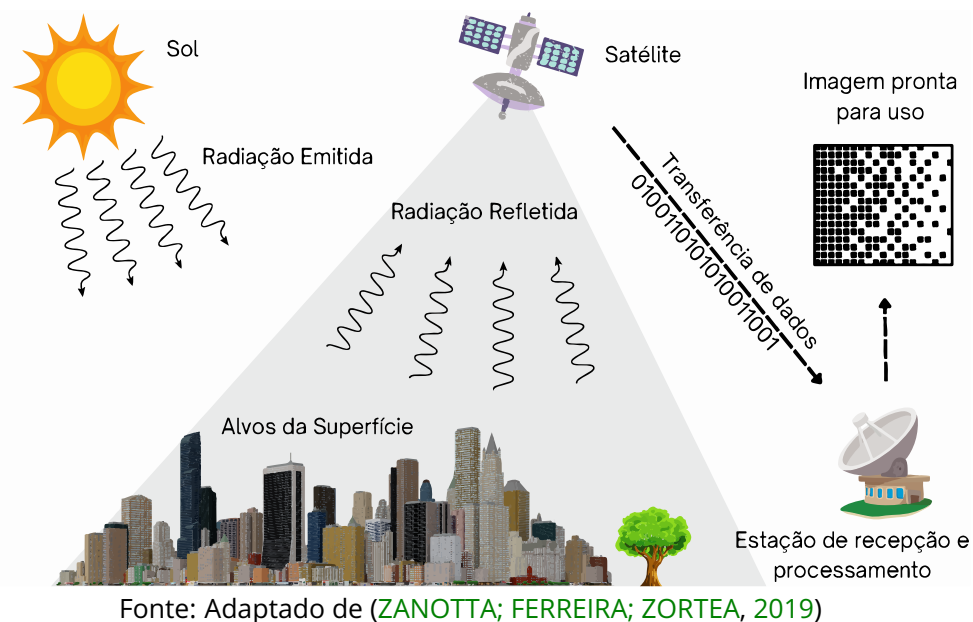 Sol
Satélite
Imagem pronta
para uso
Radiação Emitida
Radiação Refletida
Transferência de dados
0100110101010011001
Alvos da Superfície
Estação de recepção e
processamento
Fonte: Adaptado de (ZANOTTA; FERREIRA; ZORTEA, 2019)